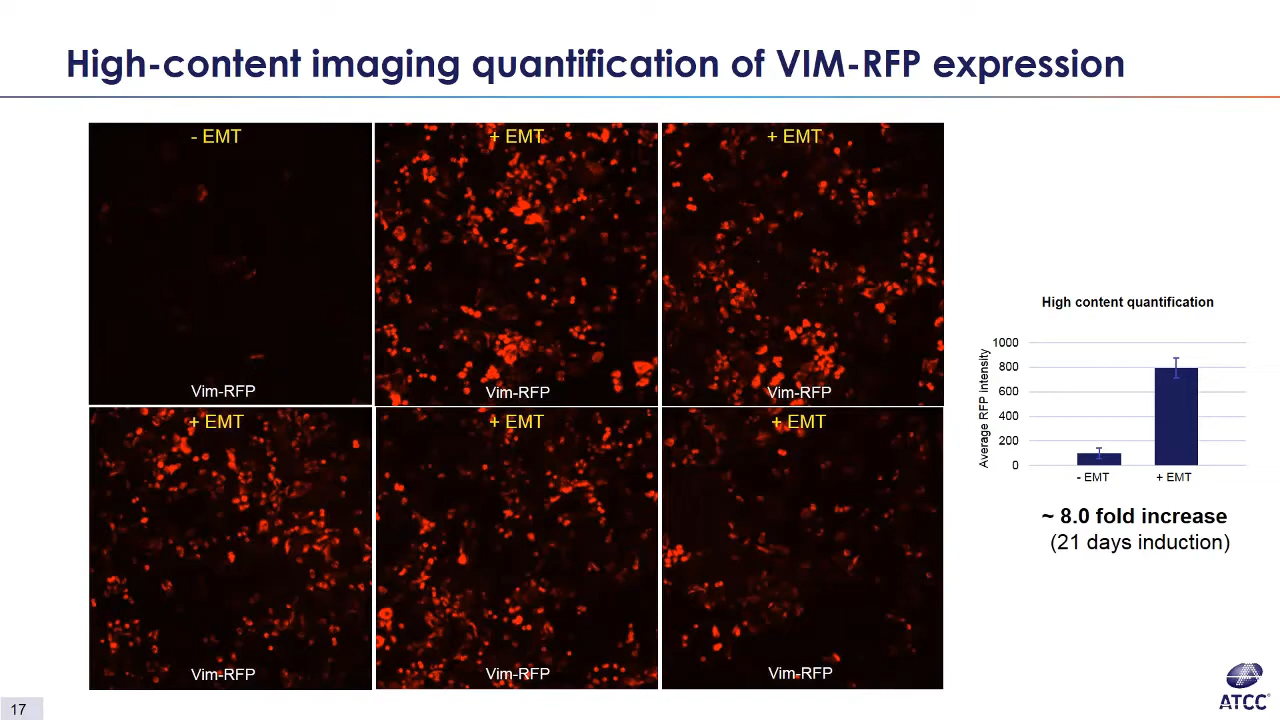 High-content imaging quantification of VIM-RFP expression
- EMT
+ EMT
+ EMT
Vim-RFP
Vim-RFP
Vim-RFP
+ EMT
+ EMT
+ EMT
Vim-RFP
Vim-RFP
Vim-RFP
High content quantification
Average RFP intensity
1000
800
600
400
200
0
- EMT
+ EMT
~ 8.0 fold increase
(21 days induction)
17
ATCC®